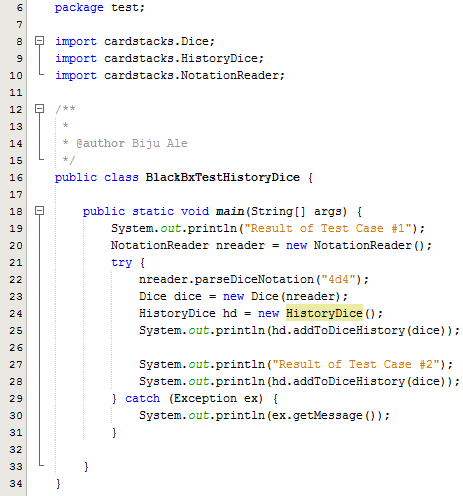 6 package test;
7
8 import cardstacks.Dice;
9 import cardstacks.HistoryDice;
10 import cardstacks.NotationReader;
11
12 /**
13 *
14 * @author Biju Ale
15 */
16 public class BlackBxTestHistoryDice {
17
18 public static void main(String[] args) {
19 System.out.println("Result of Test Case #1");
20 NotationReader nreader = new NotationReader();
21 try {
22 nreader.parseDiceNotation("4d4");
23 Dice dice = new Dice(nreader);
24 HistoryDice hd = new HistoryDice();
25 System.out.println(hd.addToDiceHistory(dice));
26
27 System.out.println("Result of Test Case #2");
28 System.out.println(hd.addToDiceHistory(dice));
29 } catch (Exception ex) {
30 System.out.println(ex.getMessage());
31 }
32
33 }
34 }